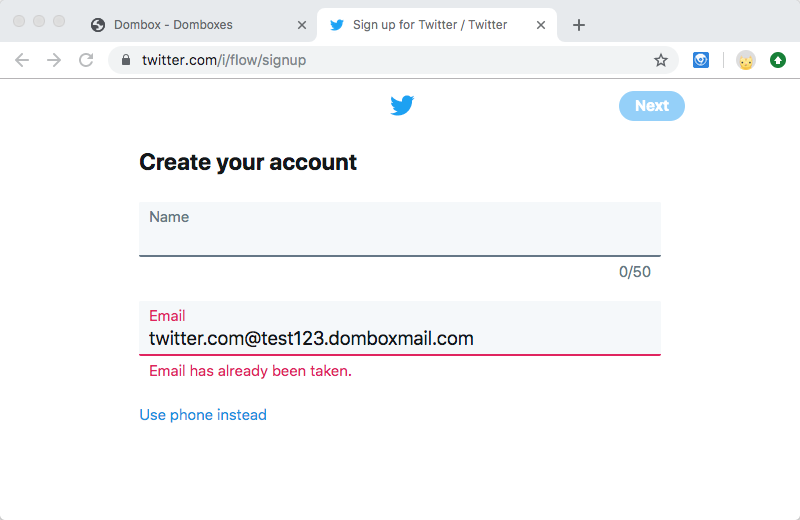 Dombox - Domboxes
Sign up for Twitter / Twitter
twitter.com/i/flow/signup
Next
Create your account
Name
0/50
Email
twitter.com@test123.domboxmail.com
Email has already been taken.
Use phone instead